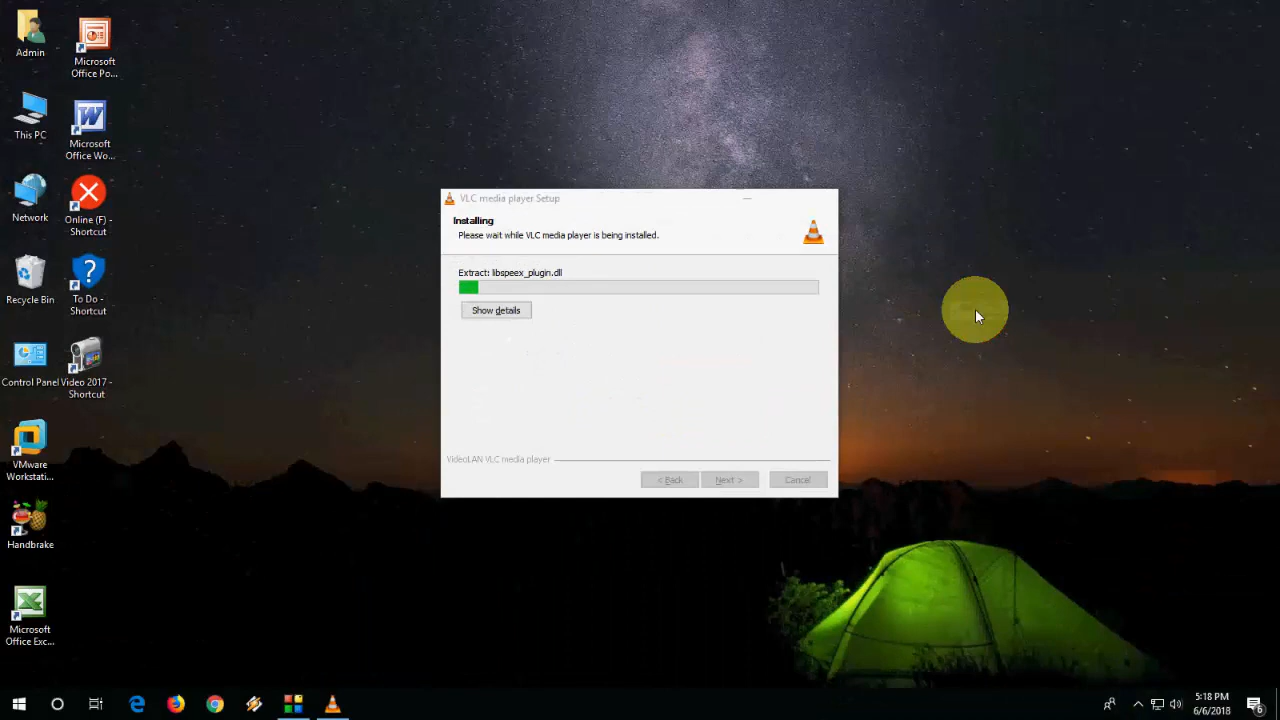 Admin
Microsoft
Office Po...
This PC
Microsoft
Office Wo...
Network
Online (F) -
Shortcut
Recycle Bin
To Do -
Shortcut
Control Panel
Video 2017 -
Shortcut
VMware
Workstati...
Handbrake
Microsoft
Office Exc...
VLC media player Setup
Installing
Please wait while VLC media player is being installed.
Extract: libspeex_plugin.dll
Show details
VideoLAN VLC media player
< Back
Next >
Cancel
5:18 PM
6/6/2018
6